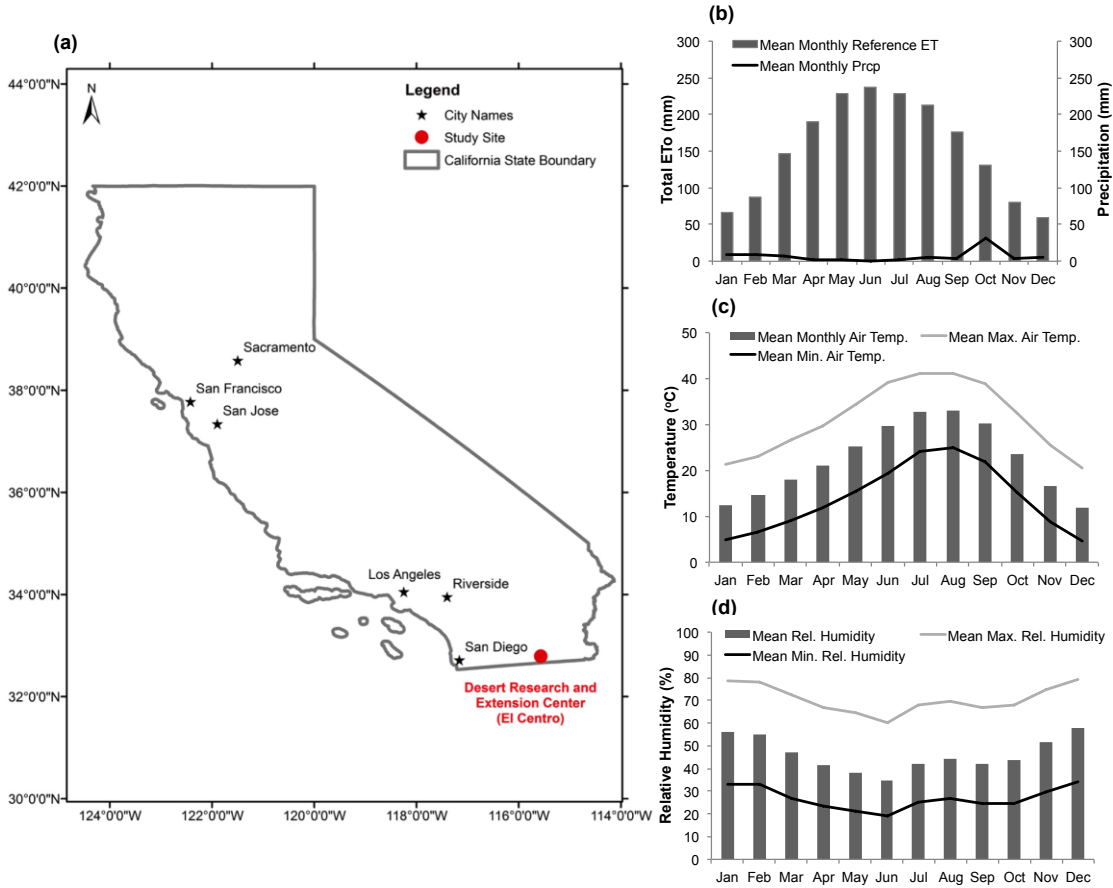 (a)
44°0'0"N
42°0'0"N
40°0'0"N
38°0'0"N
36°0'0"N
34°0'0"N
32°0'0"N
30°0'0"N
N
Legend
City Names
Study Site
California State Boundary
Sacramento
San Francisco
San Jose
Los Angeles
Riverside
San Diego
Desert Research and
Extension Center
(El Centro)
124°0'0"W 122°0'0"W 120°0'0"W 118°0'0"W 116°0'0"W 114°0'0"W
(b)
Total ETo (mm)
300
250
200
150
100
50
0
Mean Monthly Reference ET
Mean Monthly Prcp
300
250
200
150
100
50
0
Precipitation (mm)
Jan Feb Mar Apr May Jun Jul Aug Sep Oct Nov Dec
(c)
Temperature (ºC)
50
40
30
20
10
0
Mean Monthly Air Temp.
Mean Max. Air Temp.
Mean Min. Air Temp.
Jan Feb Mar Apr May Jun Jul Aug Sep Oct Nov Dec
(d)
Relative Humidity (%)
100
90
80
70
60
50
40
30
20
10
0
Mean Rel. Humidity
Mean Max. Rel. Humidity
Mean Min. Rel. Humidity
Jan Feb Mar Apr May Jun Jul Aug Sep Oct Nov Dec